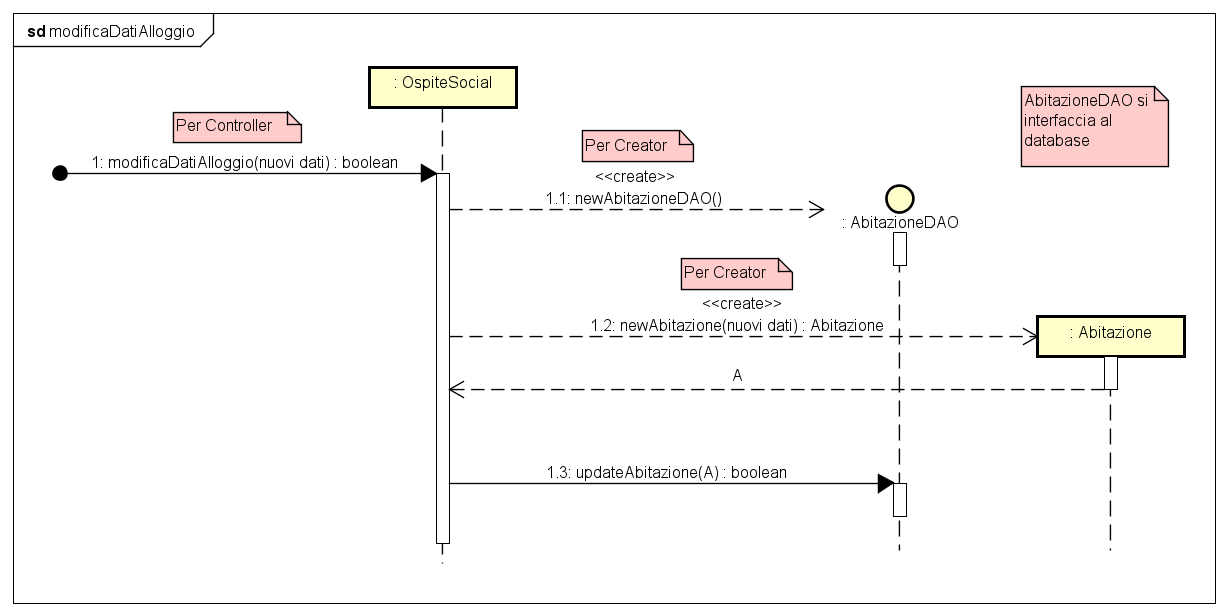 sd modificaDatiAlloggio
: OspiteSocial
AbitazioneDAO si
interfaccia al
database
Per Controller
Per Creator
1: modificaDatiAlloggio(nuovi dati) : boolean
<<create>>
1.1: newAbitazioneDAO()
: AbitazioneDAO
Per Creator
<<create>>
1.2: newAbitazione(nuovi dati) : Abitazione
: Abitazione
A
1.3: updateAbitazione(A) : boolean